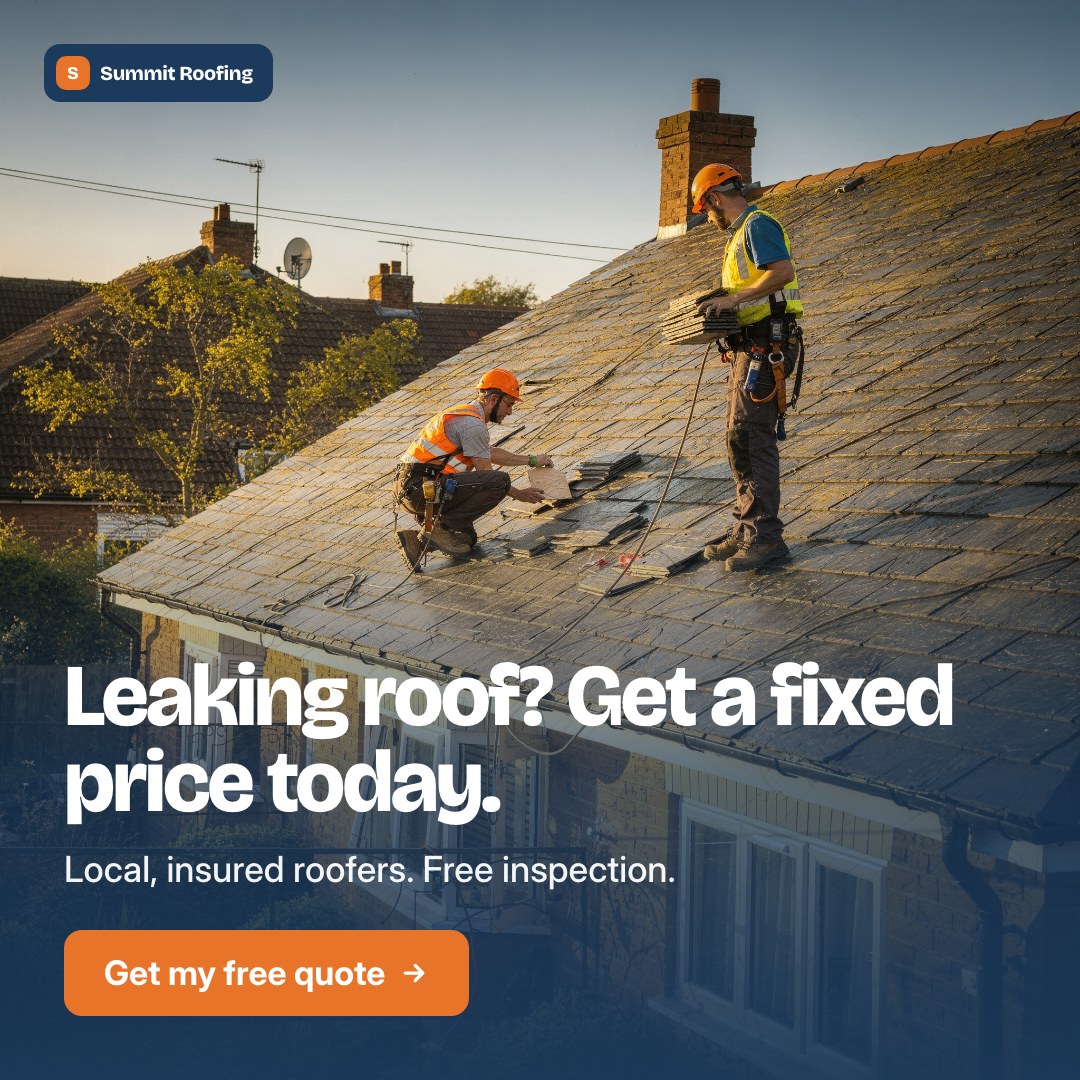 S Summit Roofing
Leaking roof? Get a fixed
price today.
Local, insured roofers. Free inspection.
Get my free quote →